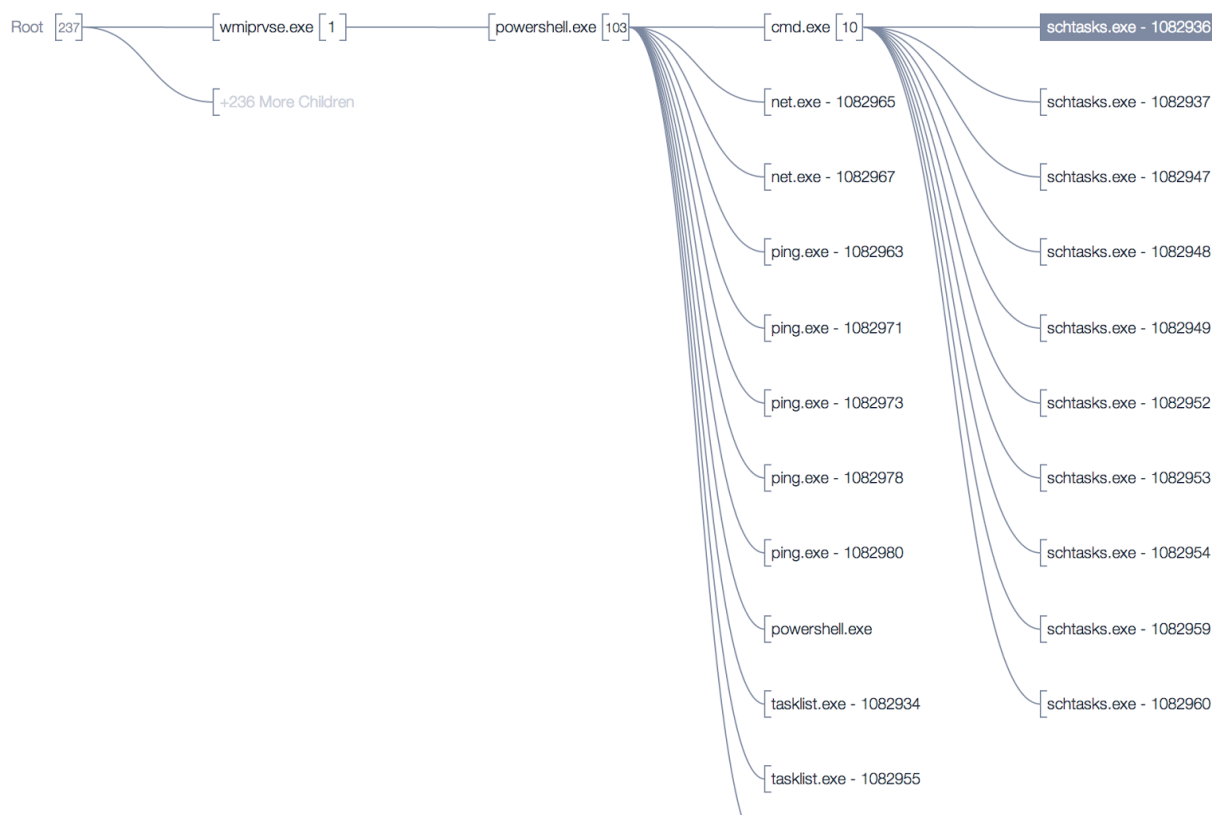 Root [237] wmiprvse.exe [1] powershell.exe [103] cmd.exe [10] schtasks.exe - 1082936
+236 More Children net.exe - 1082965 schtasks.exe - 1082937
net.exe - 1082967 schtasks.exe - 1082947
ping.exe - 1082963 schtasks.exe - 1082948
ping.exe - 1082971 schtasks.exe - 1082949
ping.exe - 1082973 schtasks.exe - 1082952
ping.exe - 1082978 schtasks.exe - 1082953
ping.exe - 1082980 schtasks.exe - 1082954
powershell.exe schtasks.exe - 1082959
tasklist.exe - 1082934 schtasks.exe - 1082960
tasklist.exe - 1082955